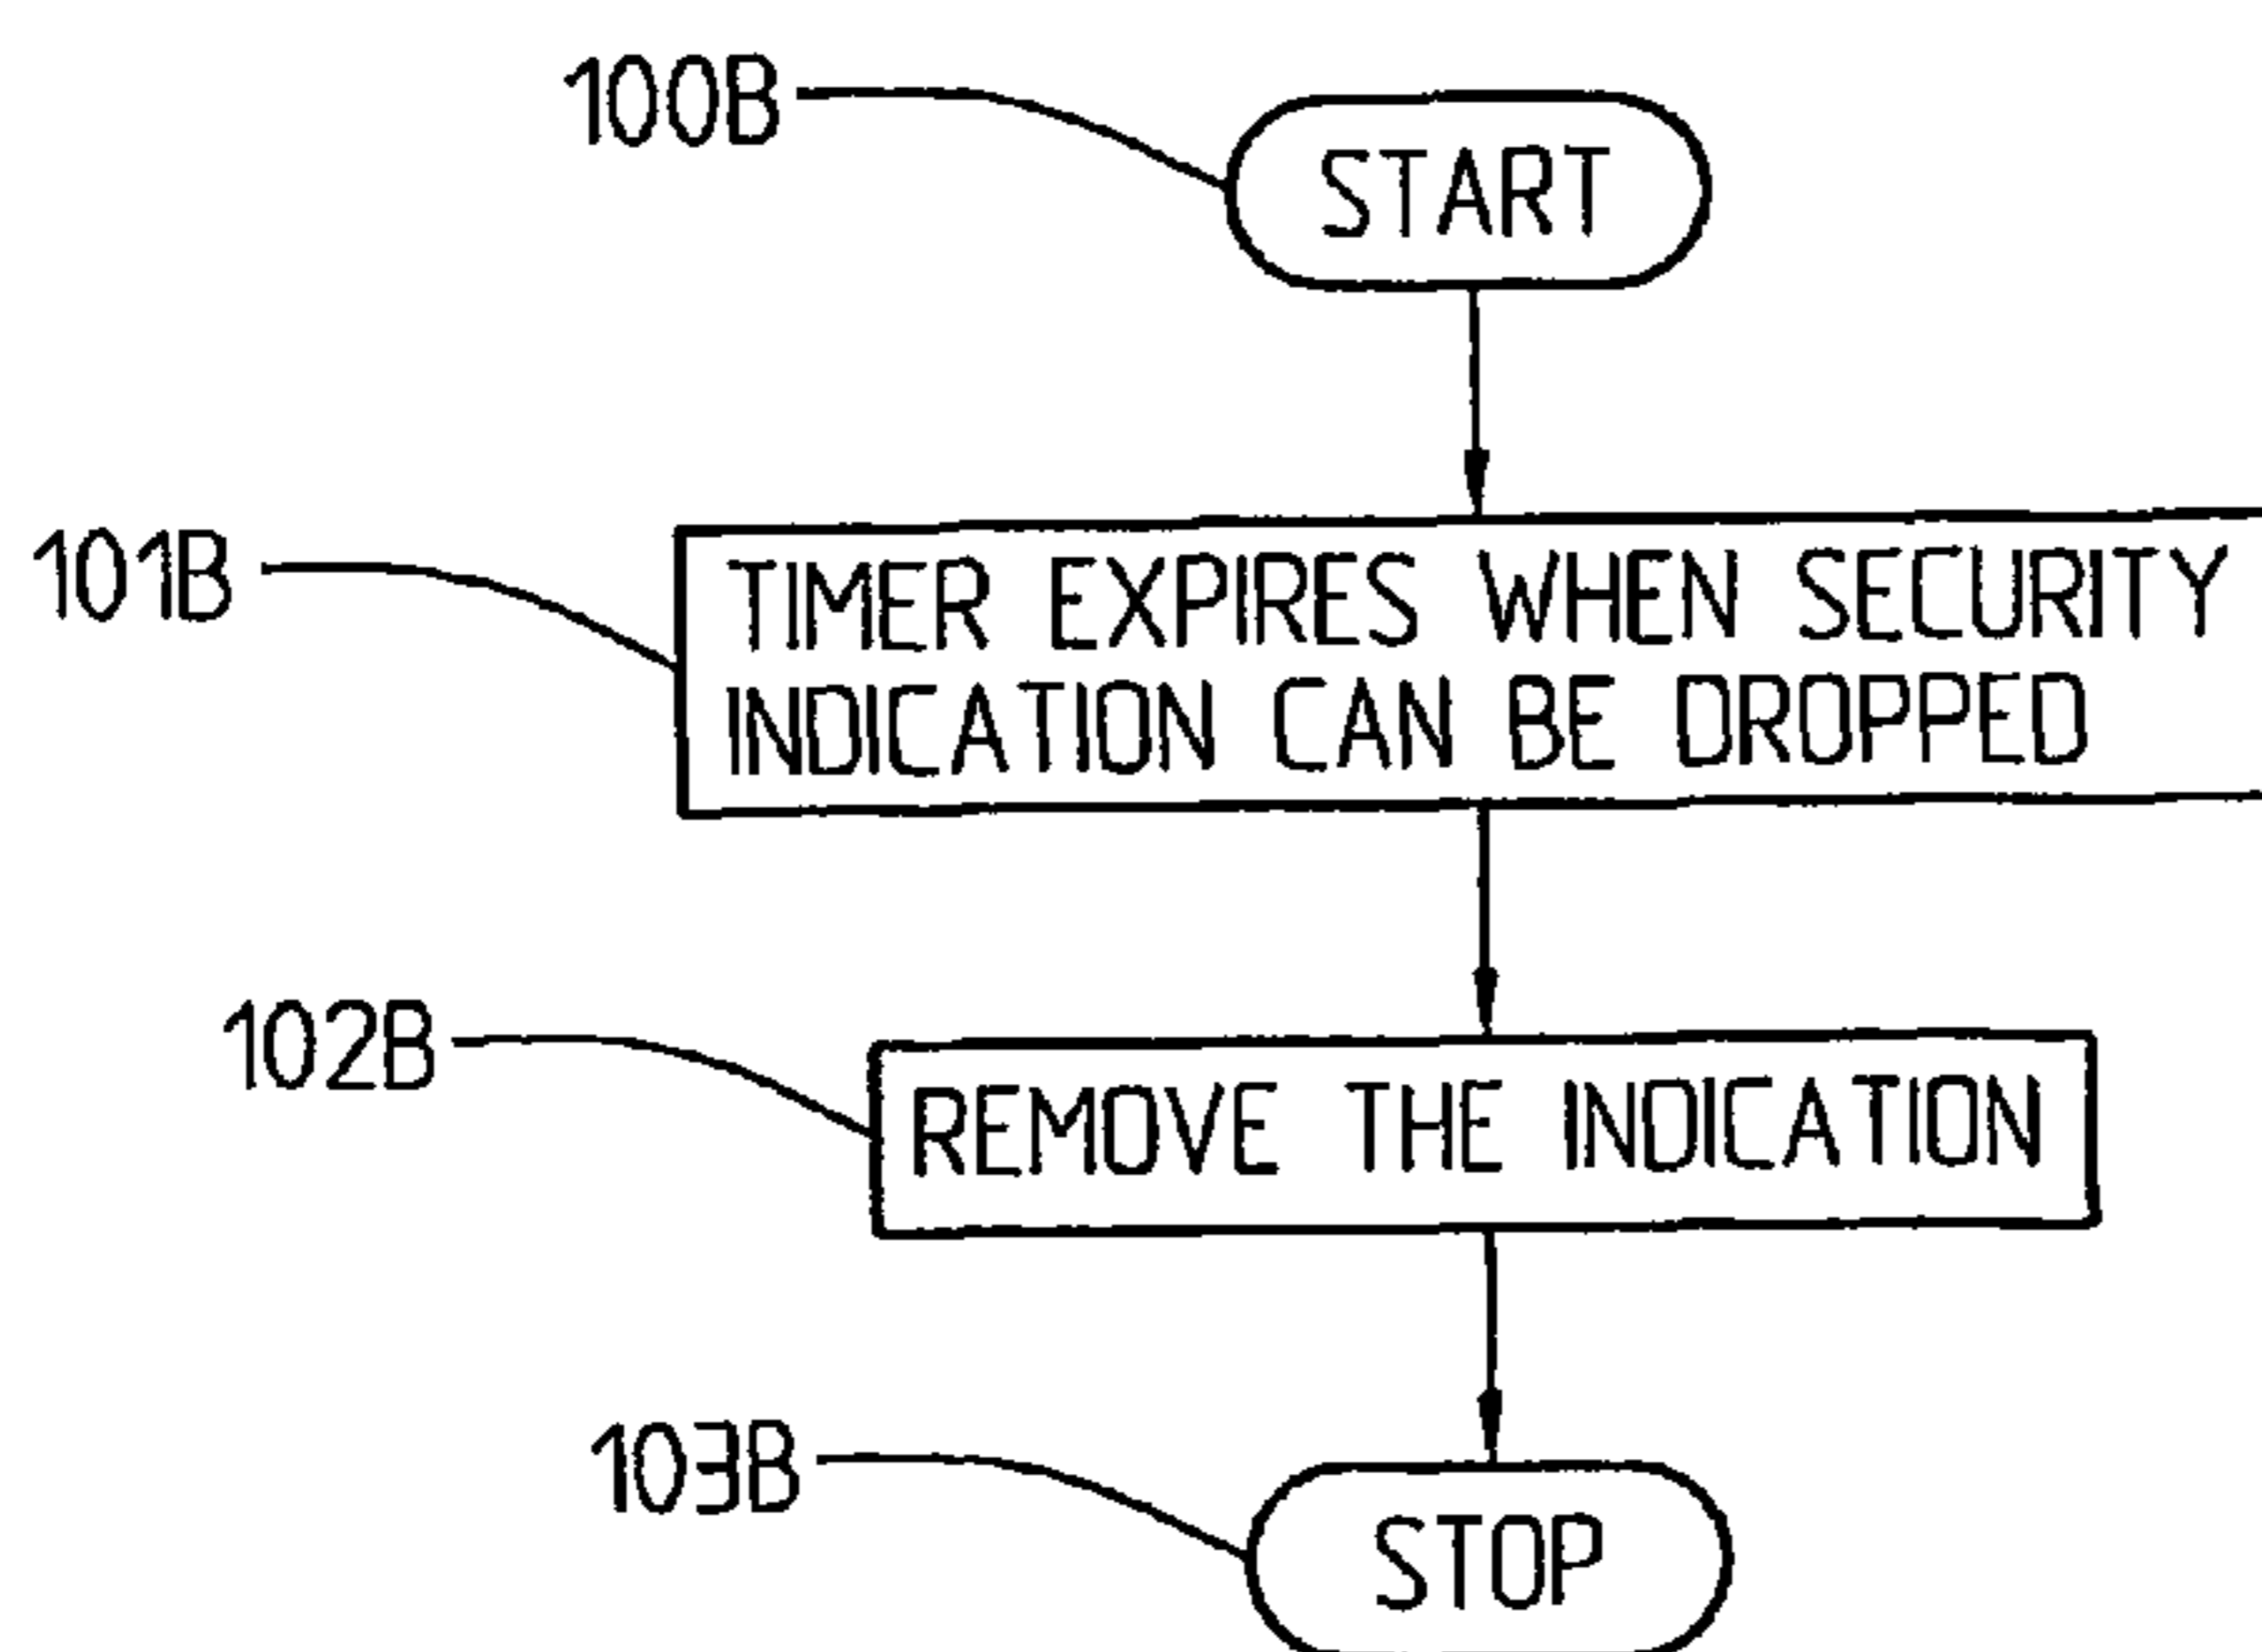 100B
START
101B
TIMER EXPIRES WHEN SECURITY
INDICATION CAN BE DROPPED
102B
REMOVE THE INDICATION
103B
STOP